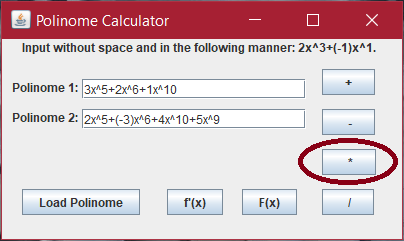 Polinome Calculator
Input without space and in the following manner: 2x^3+(-1)x^1.
Polinome 1: 3x^5+2x^6+1x^10 +
Polinome 2: 2x^5+(-3)x^6+4x^10+5x^9 -
*
Load Polinome f'(x) F(x) /